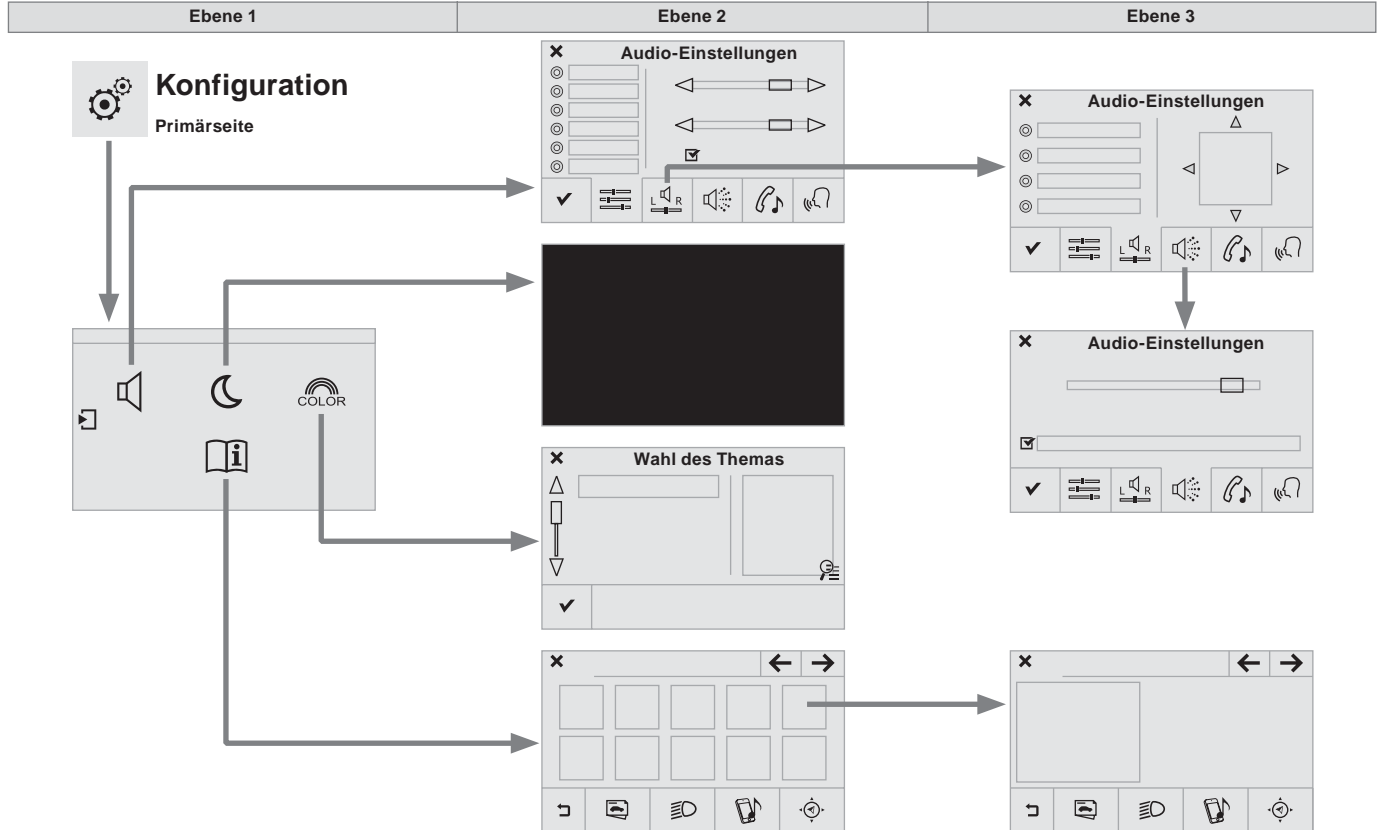 Ebene 1
Ebene 2
Ebene 3
Konfiguration
Primärseite
COLOR
Audio-Einstellungen
L R
Wahl des Themas
Audio-Einstellungen
L R
Audio-Einstellungen
L R